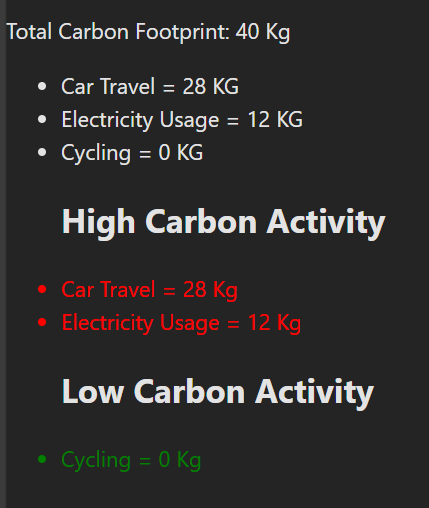 Total Carbon Footprint: 40 Kg
Car Travel = 28 KG
Electricity Usage = 12 KG
Cycling = 0 KG
High Carbon Activity
Car Travel = 28 Kg
Electricity Usage = 12 Kg
Low Carbon Activity
Cycling = 0 Kg